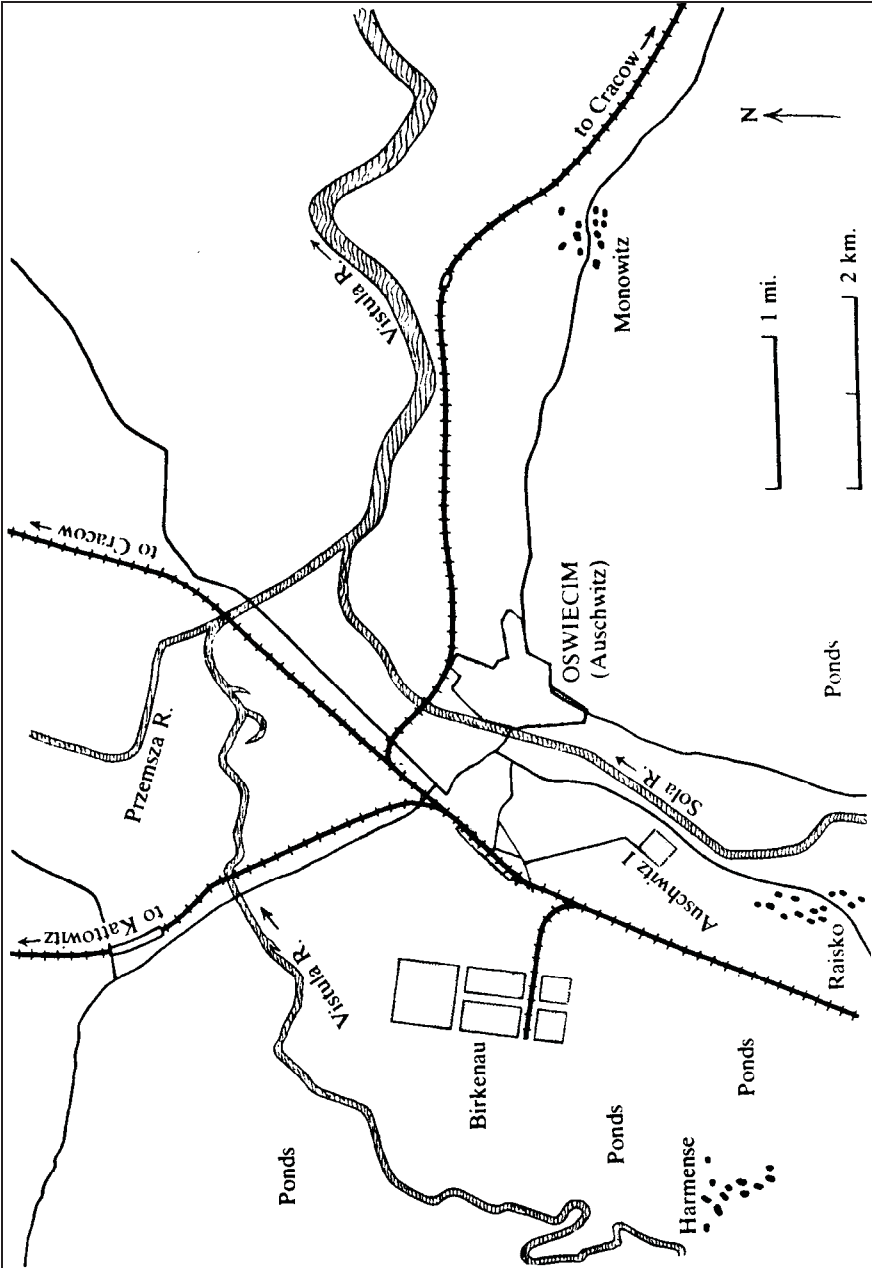 to Cracow →
to Kattowitz →
to Cracow →
Przemsza R.
Vistula R. →
Vistula R. →
Ponds
Birkenau
Ponds
Harmense
Ponds
Raisko
Auschwitz I
Sola R. →
OSWIECIM
(Auschwitz)
Ponds
Monowitz
N
1 mi.
2 km.